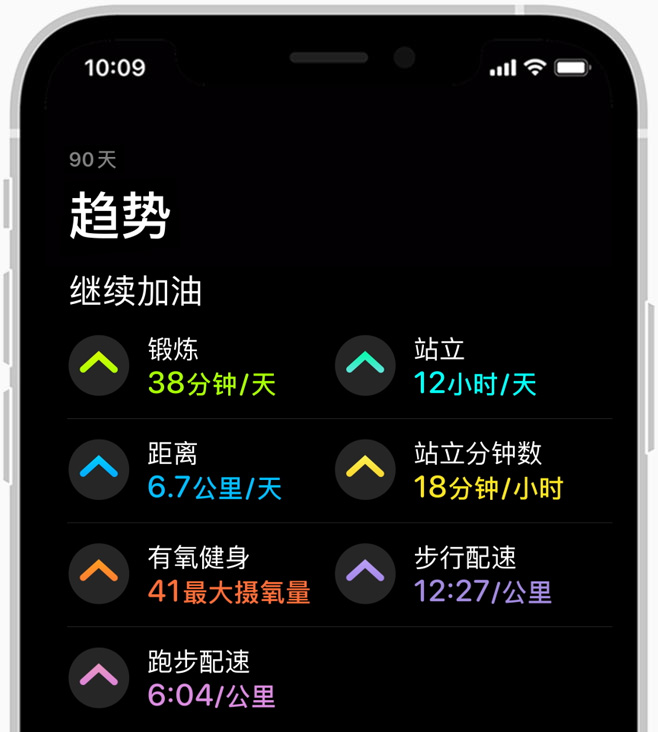 10:09
90天
趋势
继续加油
锻炼
38分钟/天
站立
12小时/天
距离
6.7公里/天
站立分钟数
18分钟/小时
有氧健身
41最大摄氧量
步行配速
12:27/公里
跑步配速
6:04/公里